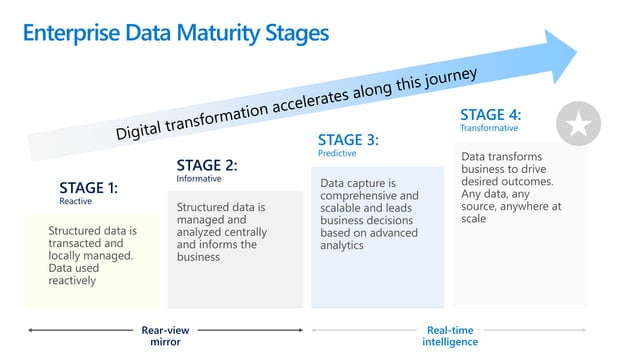 Enterprise Data Maturity Stages
Digital transformation accelerates along this journey
STAGE 1:
Reactive
Structured data is
transacted and
locally managed.
Data used
reactively
STAGE 2:
Informative
Structured data is
managed and
analyzed centrally
and informs the
business
STAGE 3:
Predictive
Data capture is
comprehensive and
scalable and leads
business decisions
based on advanced
analytics
STAGE 4:
Transformative
Data transforms
business to drive
desired outcomes.
Any data, any
source, anywhere at
scale
Rear-view
mirror
Real-time
intelligence